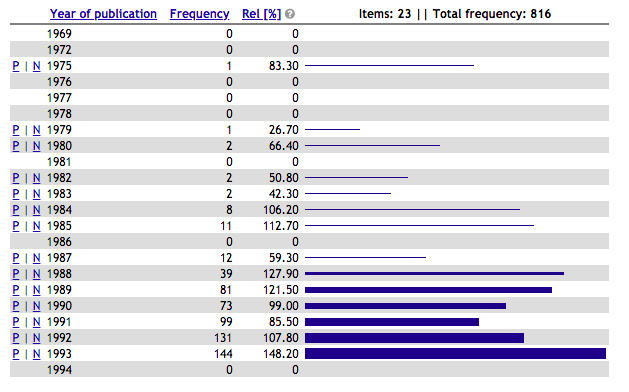 Year of publication Frequency Rel [%] ? Items: 23 || Total frequency: 816
1969 0 0
1972 0 0
P | N 1975 1 83.30
1976 0 0
1977 0 0
1978 0 0
P | N 1979 1 26.70
P | N 1980 2 66.40
1981 0 0
P | N 1982 2 50.80
P | N 1983 2 42.30
P | N 1984 8 106.20
P | N 1985 11 112.70
1986 0 0
P | N 1987 12 59.30
P | N 1988 39 127.90
P | N 1989 81 121.50
P | N 1990 73 99.00
P | N 1991 99 85.50
P | N 1992 131 107.80
P | N 1993 144 148.20
1994 0 0